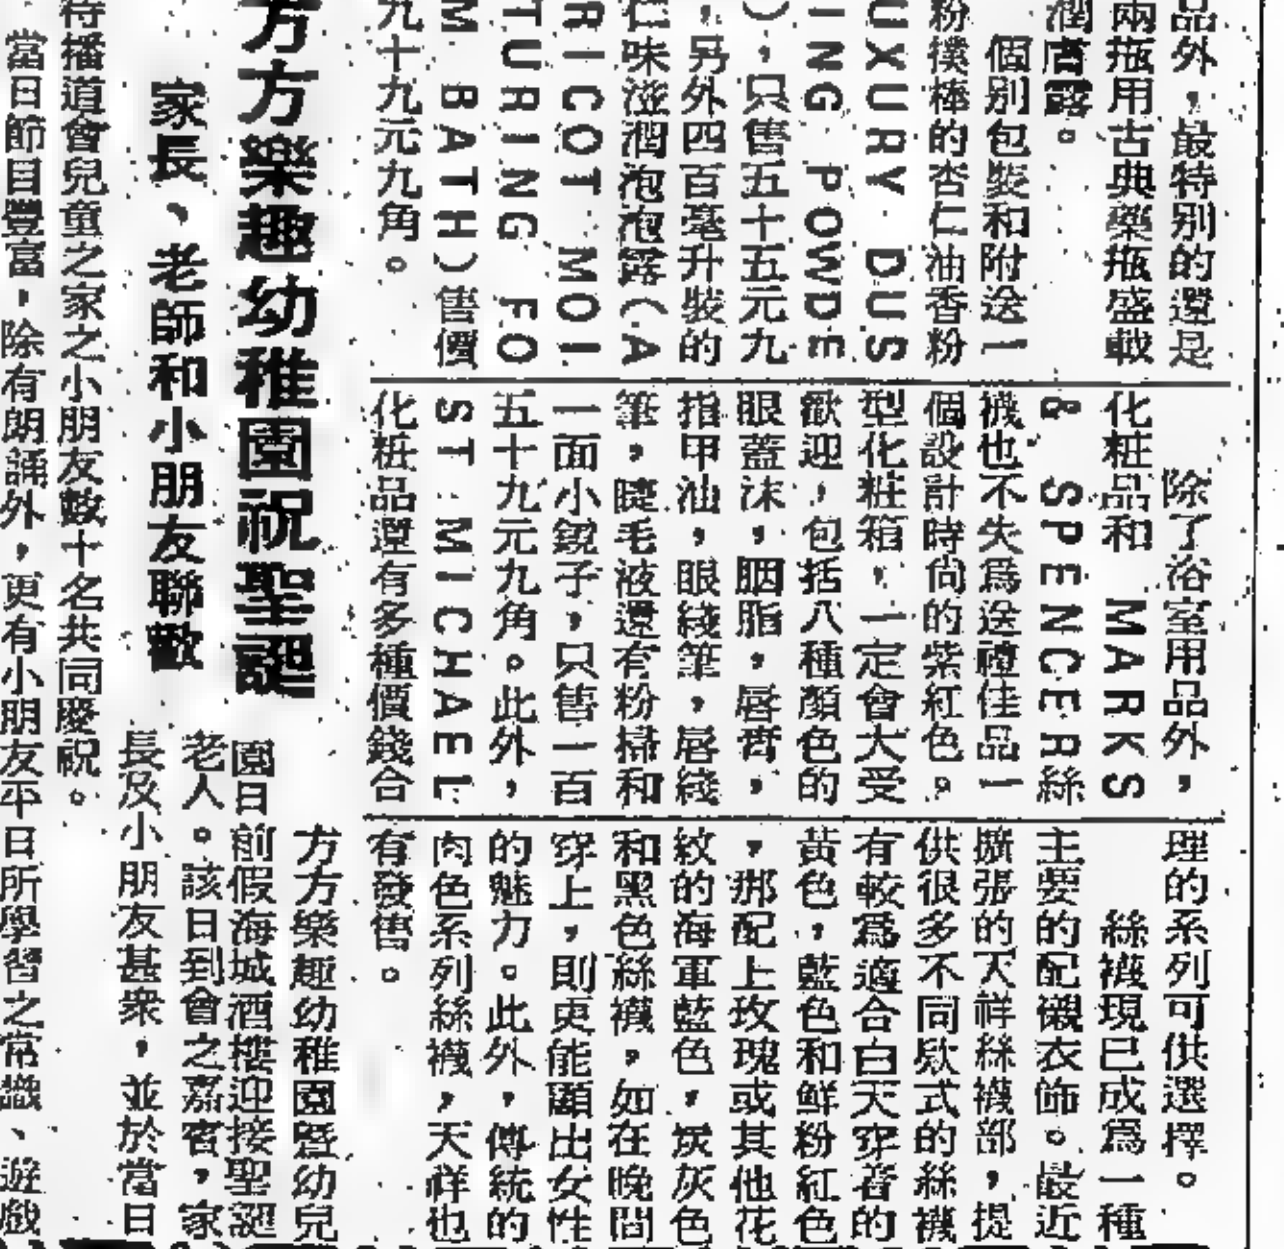 品外，最特別的還是
兩瓶用古典藥瓶盛載
潤膚露。
個別包裝和附送一
粉撲棒的杏仁油香粉
UXURY DUS
ING POWDE
），只售五十五元九
-另外四百毫升裝的
口味滋潤泡泡露（A
RICOT MOI
TURING FO
M BATH）售價
九十九元九角。
除了浴室用品外，
化粧品和 MARKS
& SPENCER絲
襪也不失為送禮佳品一
個設計時尚的紫紅色。
型化粧箱，一定會大受
歡迎，包括八種顏色的
眼蓋沫，胭脂，唇膏，
指甲油，眼綫筆，唇綫
筆，睫毛液還有粉掃和
一面小鏡子，只售一百
五十九元九角。此外，
ST MICHAEL
化粧品還有多種價錢合
理的系列可供選擇。
絲襪現已成為一種
主要的配襯衣飾。最近
擴張的天祥絲襪部，提
供很多不同欵式的絲襪
有較為適合白天穿着的
黃色，藍色和鮮粉紅色
，那配上玫瑰或其他花
紋的海軍藍色，炭灰色
和黑色絲襪，如在晚間
穿上，則更能顯出女性
的魅力。此外，傳統的
肉色系列絲襪，天祥也
有發售。
方方樂趣幼稚園祝聖誕
家長、老師和小朋友聯歡
方方樂趣幼稚園暨幼兒
園日前假海城酒樓迎接聖誕
老人。該日到會之嘉賓，家
長及小朋友甚衆，並於當日
待播道會兒童之家之小朋友數十名共同慶祝。
當日節目豐富，除有朗誦外，更有小朋友平日所學習之常識、遊戲